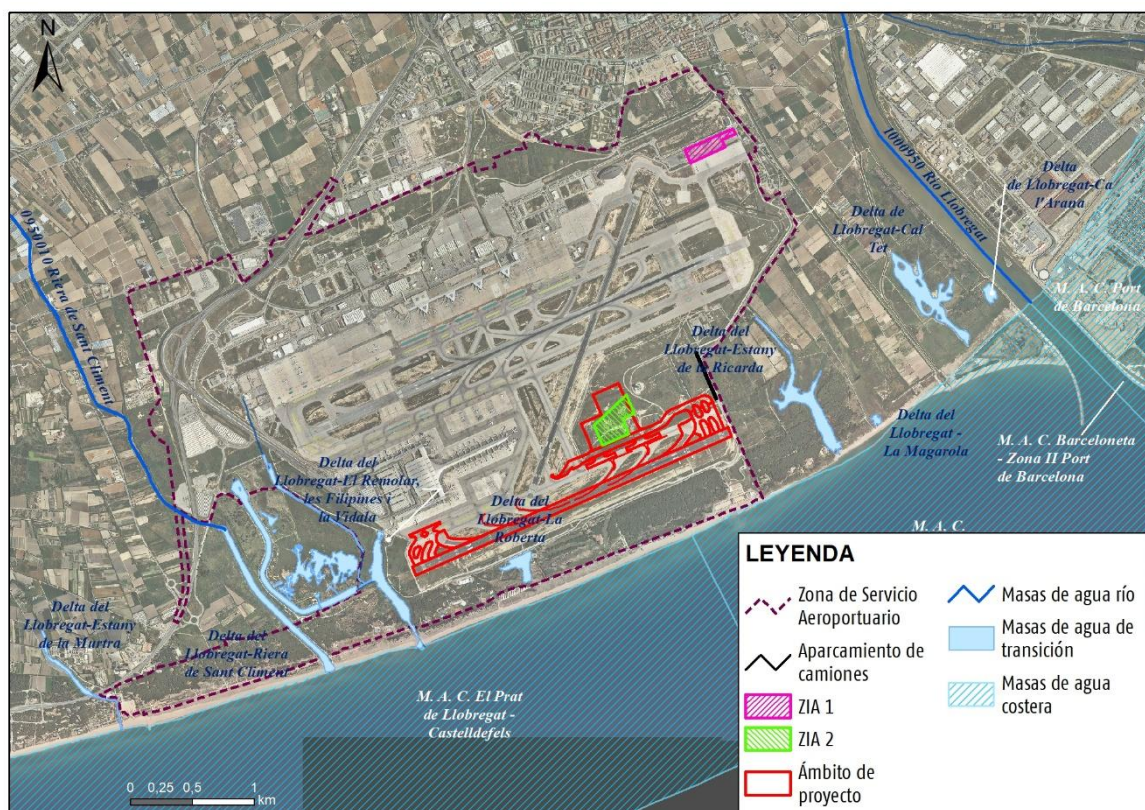 N
0950010 Riera de Sant Climent
1000950 Río Llobregat
Delta
de Llobregat-Ca
l'Arana
Delta de
Llobregat-Cal
Tet
M. A. C. Port
de Barcelona
Delta del
Llobregat-Estany
de la Ricarda
Delta del
Llobregat -
La Magarola
M. A. C. Barceloneta
- Zona II Port
de Barcelona
Delta del
Llobregat-El Remolar,
les Filipines i
la Vidala
Delta del
Llobregat-La
Roberta
M. A. C.
Delta del
Llobregat-Estany
de la Murtra
Delta del
Llobregat-Riera
de Sant Climent
M. A. C. El Prat
de Llobregat -
Castelldefels
0 0,25 0,5 1
km
LEYENDA
Zona de Servicio
Aeroportuario
Aparcamiento de
camiones
ZIA 1
ZIA 2
Ámbito de
proyecto
Masas de agua río
Masas de agua de
transición
Masas de agua
costera